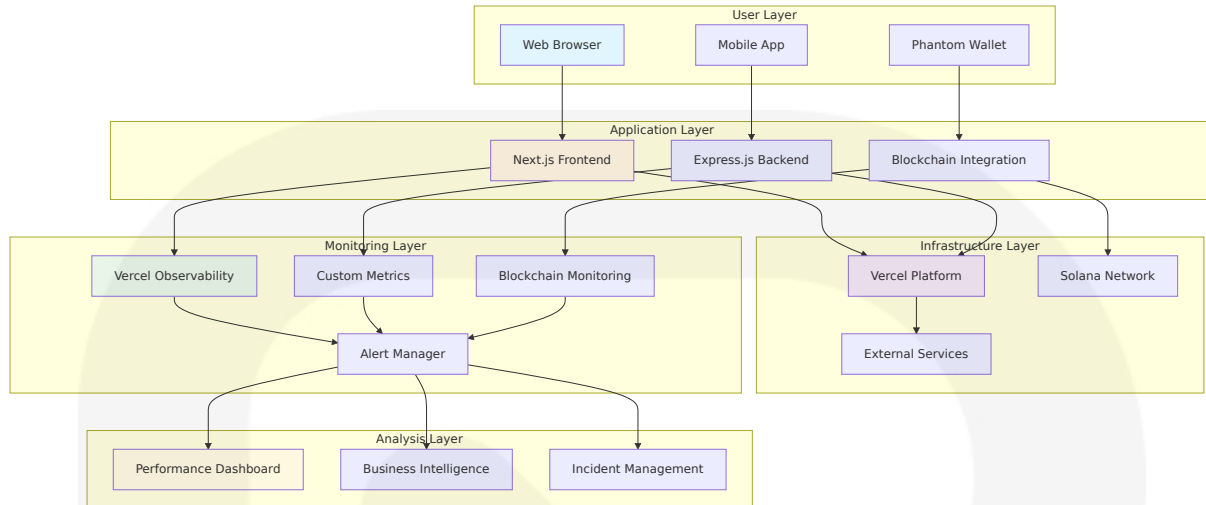 User Layer
Web Browser
Mobile App
Phantom Wallet
Application Layer
Next.js Frontend
Express.js Backend
Blockchain Integration
Monitoring Layer
Infrastructure Layer
Vercel Observability
Custom Metrics
Blockchain Monitoring
Vercel Platform
Solana Network
Alert Manager
External Services
Analysis Layer
Performance Dashboard
Business Intelligence
Incident Management